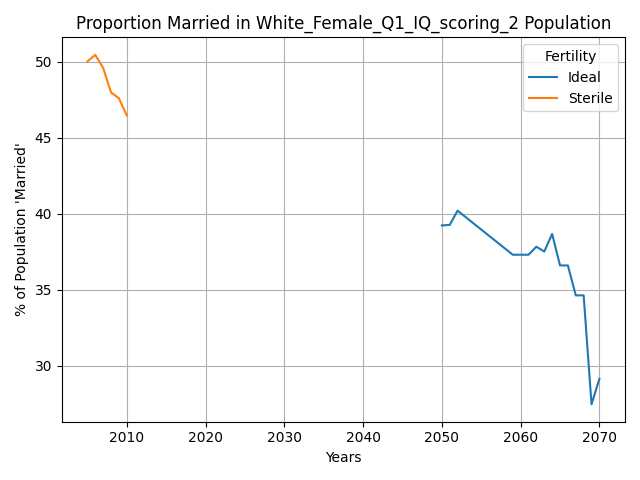 Proportion Married in White_Female_Q1_IQ_scoring_2 Population
Fertility
Ideal
Sterile
% of Population 'Married'
50
45
40
35
30
2010
2020
2030
2040
2050
2060
2070
Years